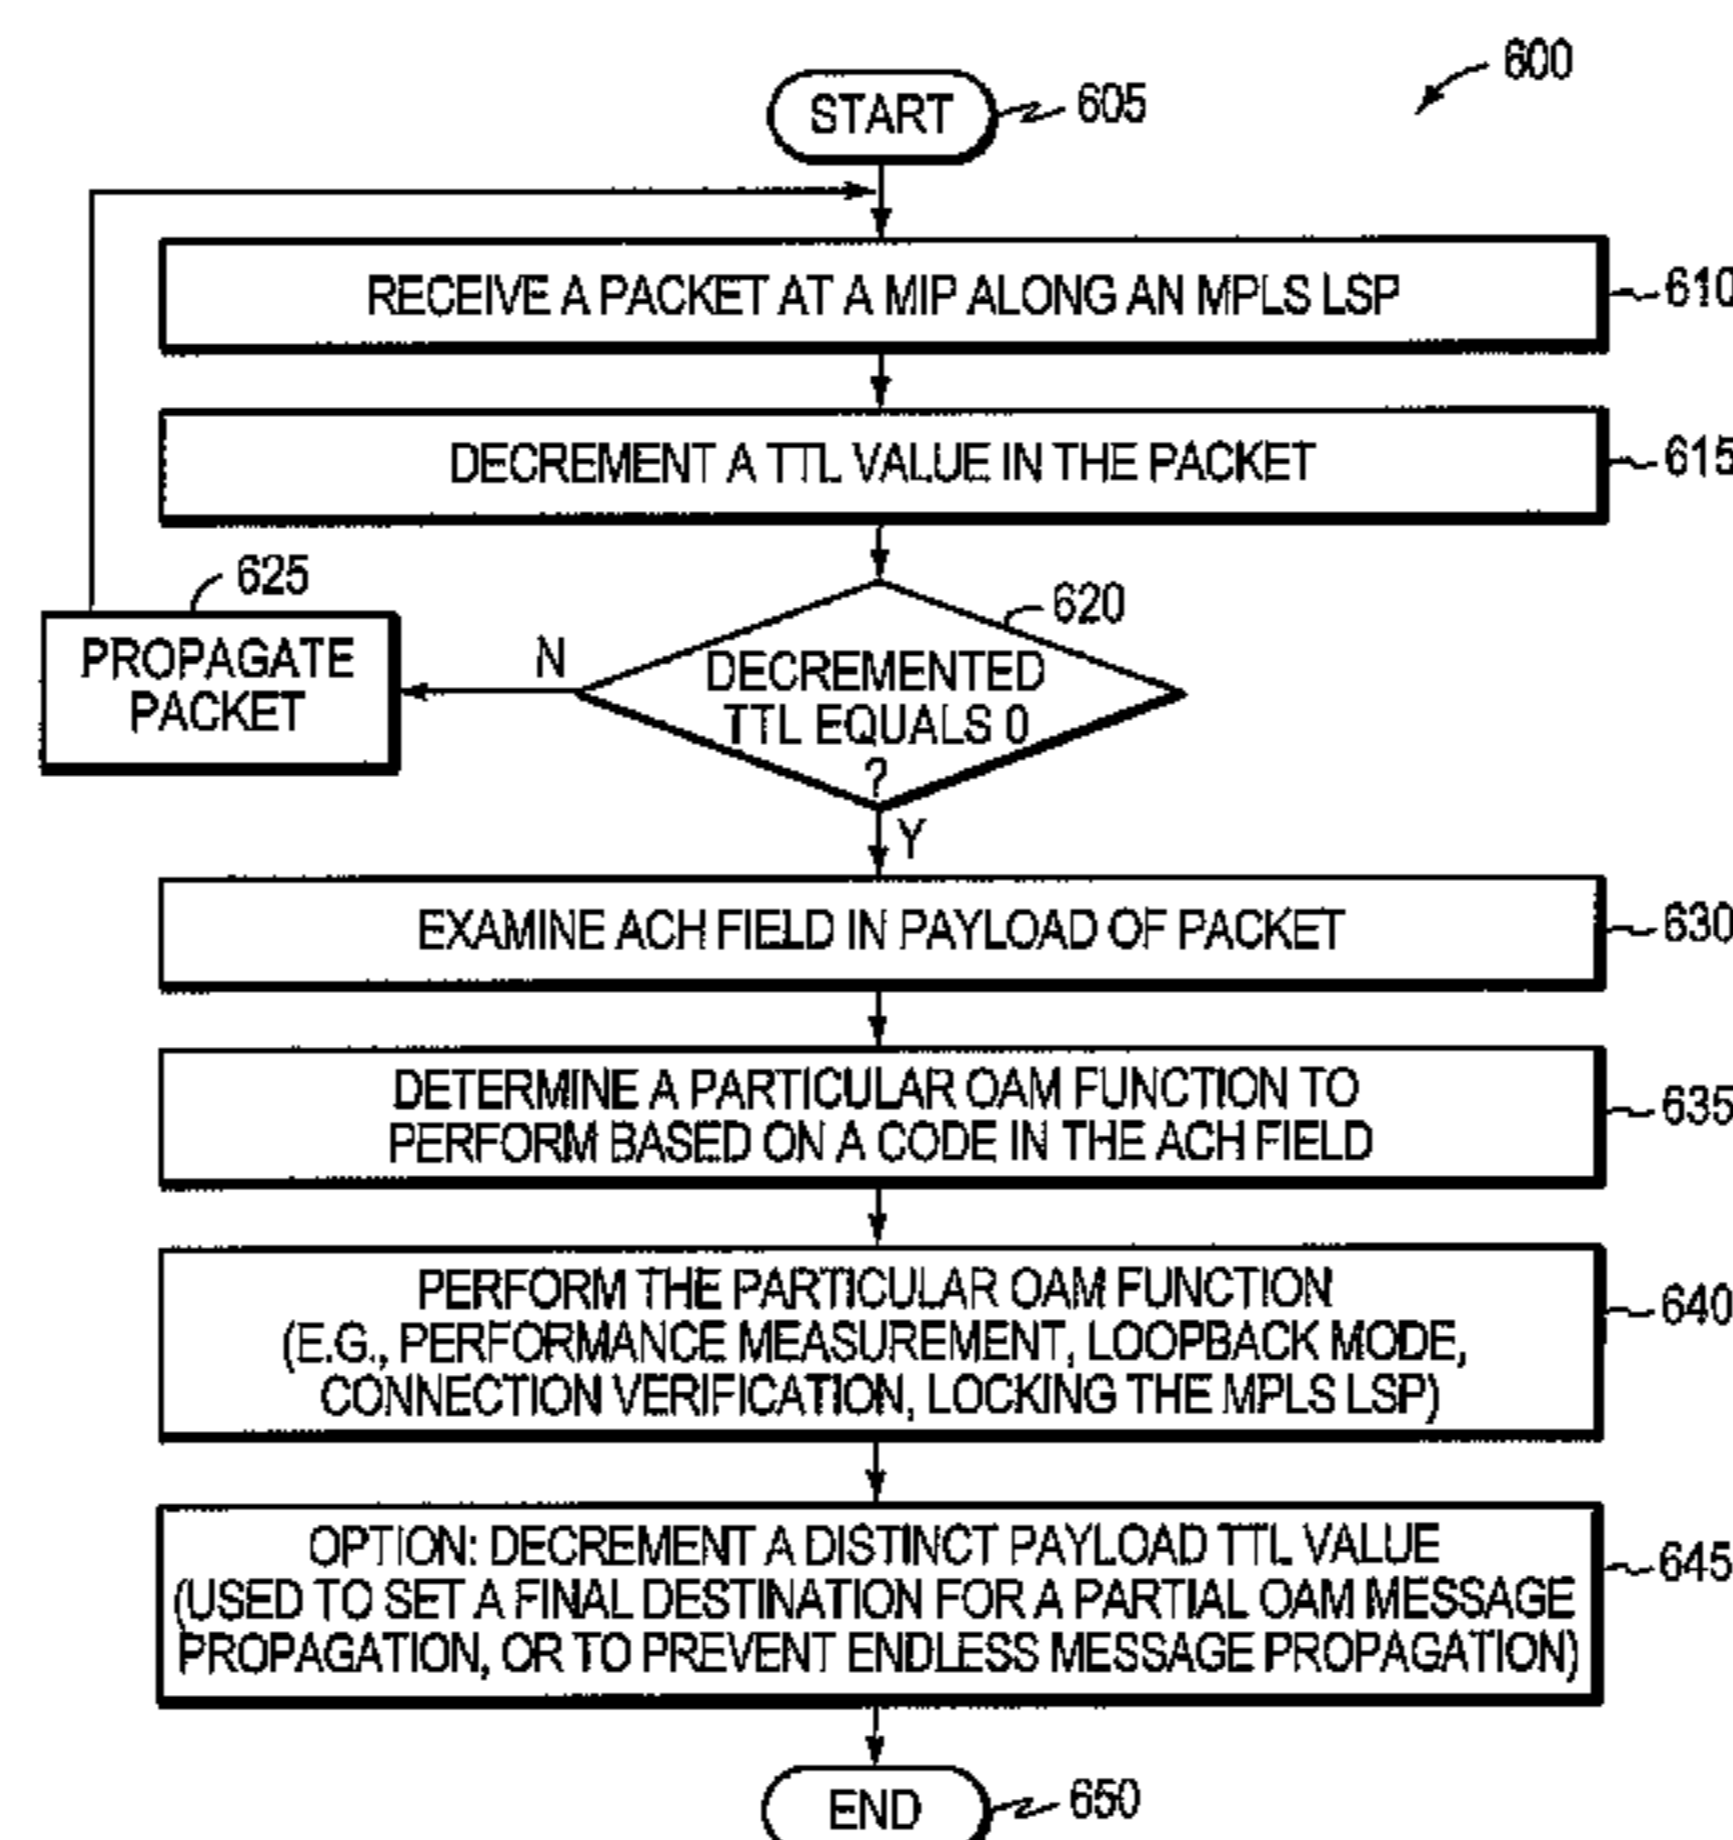 600
START
605
RECEIVE A PACKET AT A MIP ALONG AN MPLS LSP
610
DECREMENT A TTL VALUE IN THE PACKET
615
625
PROPAGATE
PACKET
N
620
DECREMENTED
TTL EQUALS 0
?
Y
EXAMINE ACH FIELD IN PAYLOAD OF PACKET
630
DETERMINE A PARTICULAR OAM FUNCTION TO
PERFORM BASED ON A CODE IN THE ACH FIELD
635
PERFORM THE PARTICULAR OAM FUNCTION
(E.G., PERFORMANCE MEASUREMENT, LOOPBACK MODE,
CONNECTION VERIFICATION, LOCKING THE MPLS LSP)
640
OPTION: DECREMENT A DISTINCT PAYLOAD TTL VALUE
(USED TO SET A FINAL DESTINATION FOR A PARTIAL OAM MESSAGE
PROPAGATION, OR TO PREVENT ENDLESS MESSAGE PROPAGATION)
645
END
650